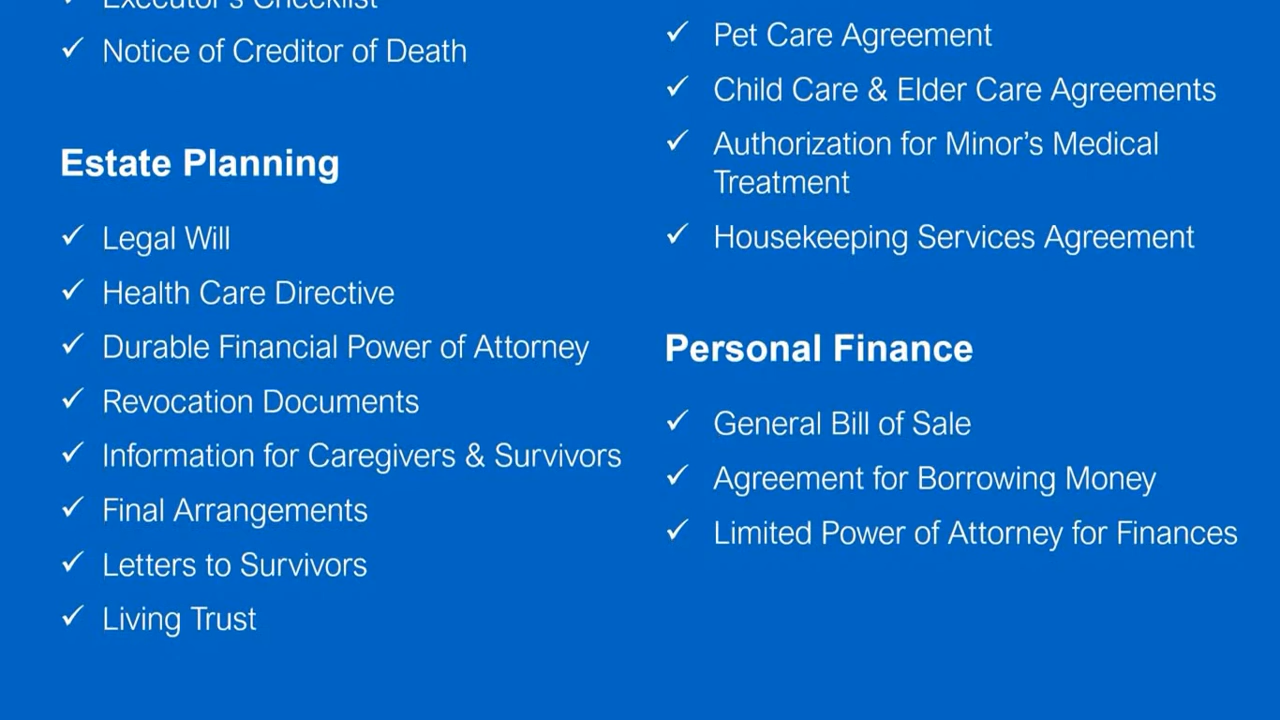 Executor's Checklist
✓ Notice of Creditor of Death
Estate Planning
✓ Legal Will
✓ Health Care Directive
✓ Durable Financial Power of Attorney
✓ Revocation Documents
✓ Information for Caregivers & Survivors
✓ Final Arrangements
✓ Letters to Survivors
✓ Living Trust
✓ Pet Care Agreement
✓ Child Care & Elder Care Agreements
✓ Authorization for Minor’s Medical
Treatment
✓ Housekeeping Services Agreement
Personal Finance
✓ General Bill of Sale
✓ Agreement for Borrowing Money
✓ Limited Power of Attorney for Finances